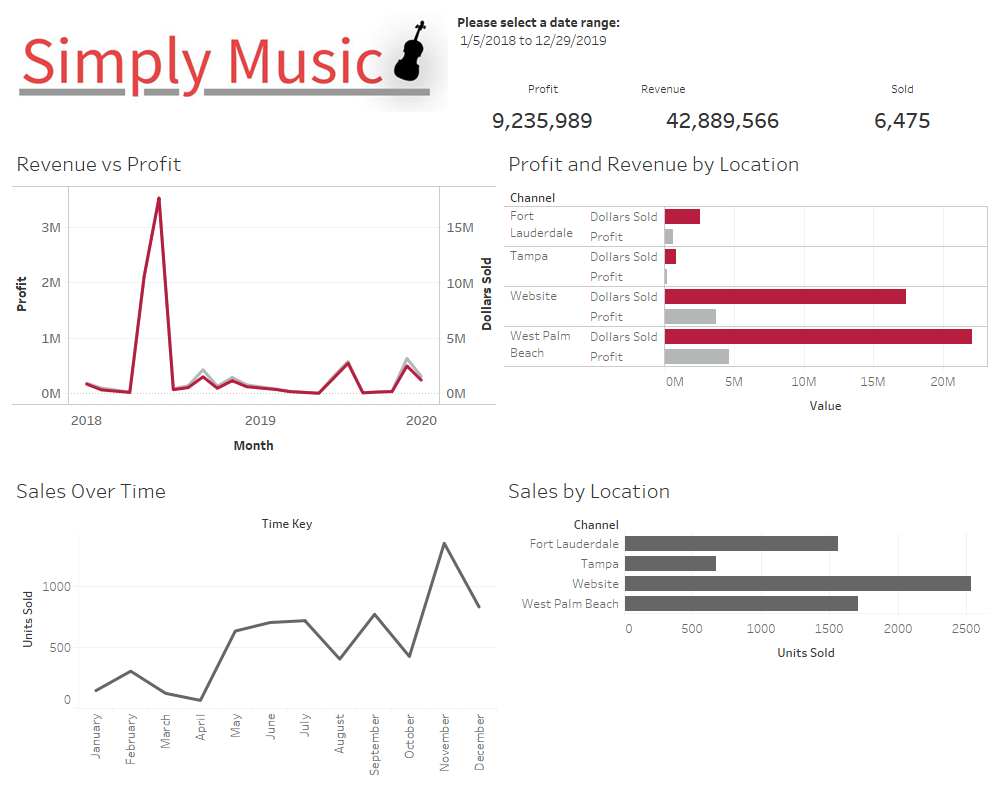 Simply Music
Please select a date range:
1/5/2018 to 12/29/2019
Profit Revenue Sold
9,235,989 42,889,566 6,475
Revenue vs Profit
3M
2M
1M
0M
Profit
15M
10M
5M
0M
Dollars Sold
2018 2019 2020
Month
Profit and Revenue by Location
Channel
Fort Lauderdale Dollars Sold
Profit
Tampa Dollars Sold
Profit
Website Dollars Sold
Profit
West Palm Beach Dollars Sold
Profit
0M 5M 10M 15M 20M
Value
Sales Over Time
Time Key
1000
500
0
Units Sold
January February March April May June July August September October November December
Sales by Location
Channel
Fort Lauderdale
Tampa
Website
West Palm Beach
0 500 1000 1500 2000 2500
Units Sold